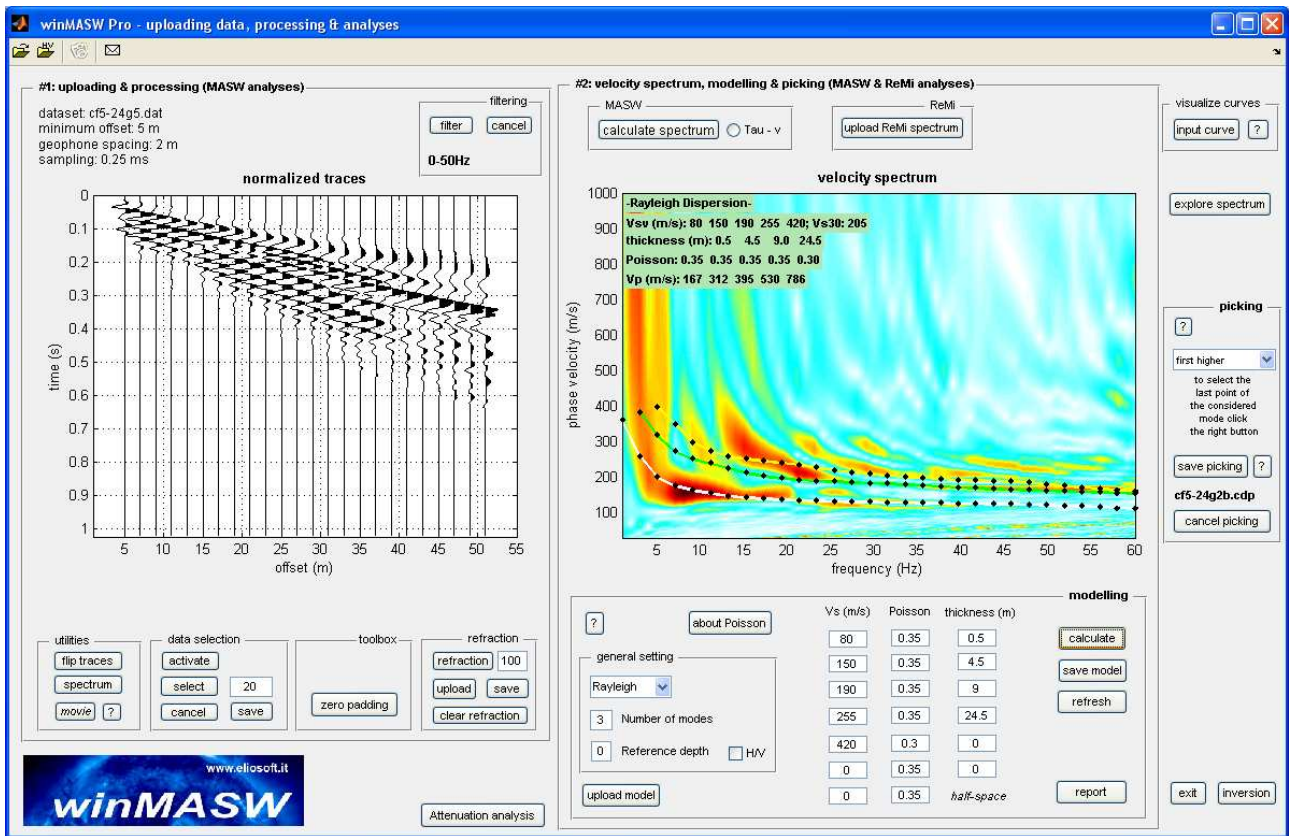 winMASW Pro - uploading data, processing & analyses
HV
#1: uploading & processing (MASW analyses)
dataset: cf5-24g5.dat
minimum offset: 5 m
geophone spacing: 2 m
sampling: 0.25 ms
filtering
filter cancel
0-50Hz
normalized traces
0
0.1
0.2
0.3
0.4
0.5
0.6
0.7
0.8
0.9
1
time (s)
5 10 15 20 25 30 35 40 45 50 55
offset (m)
utilities
flip traces
spectrum
movie ?
data selection
activate
select 20
cancel save
toolbox
zero padding
refraction
refraction 100
upload save
clear refraction
www.eliosoft.it
winMASW
Attenuation analysis
#2: velocity spectrum, modelling & picking (MASW & ReMi analyses)
MASW
calculate spectrum Tau - v
ReMi
upload ReMi spectrum
velocity spectrum
-Rayleigh Dispersion-
Vsv (m/s): 80 150 190 255 420; Vs30: 205
thickness (m): 0.5 4.5 9.0 24.5
Poisson: 0.35 0.35 0.35 0.35 0.30
Vp (m/s): 167 312 395 530 786
1000
900
800
700
600
500
400
300
200
100
phase velocity (m/s)
5 10 15 20 25 30 35 40 45 50 55 60
frequency (Hz)
modelling
? about Poisson
general setting
Rayleigh
3 Number of modes
0 Reference depth H/V
upload model
Vs (m/s) Poisson thickness (m)
80 0.35 0.5
150 0.35 4.5
190 0.35 9
255 0.35 24.5
420 0.3 0
0 0.35 0
0 0.35 half-space
calculate
save model
refresh
report
visualize curves
input curve ?
explore spectrum
picking
?
first higher
to select the
last point of
the considered
mode click
the right button
save picking ?
cf5-24g2b.cdp
cancel picking
exit inversion